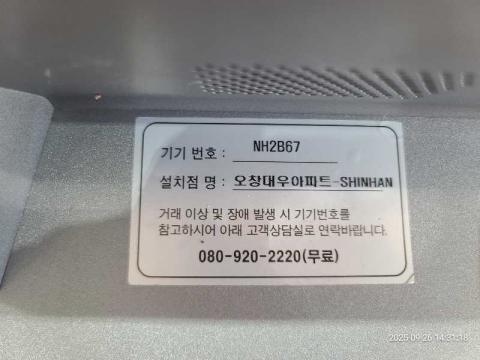 기기 번호 : NH2B67
설치점 명 : 오창대우아파트-SHINHAN
거래 이상 및 장애 발생 시 기기번호를
참고하시어 아래 고객상담실로 연락바랍니다.
080-920-2220(무료)
2025·09·26 14:31:18